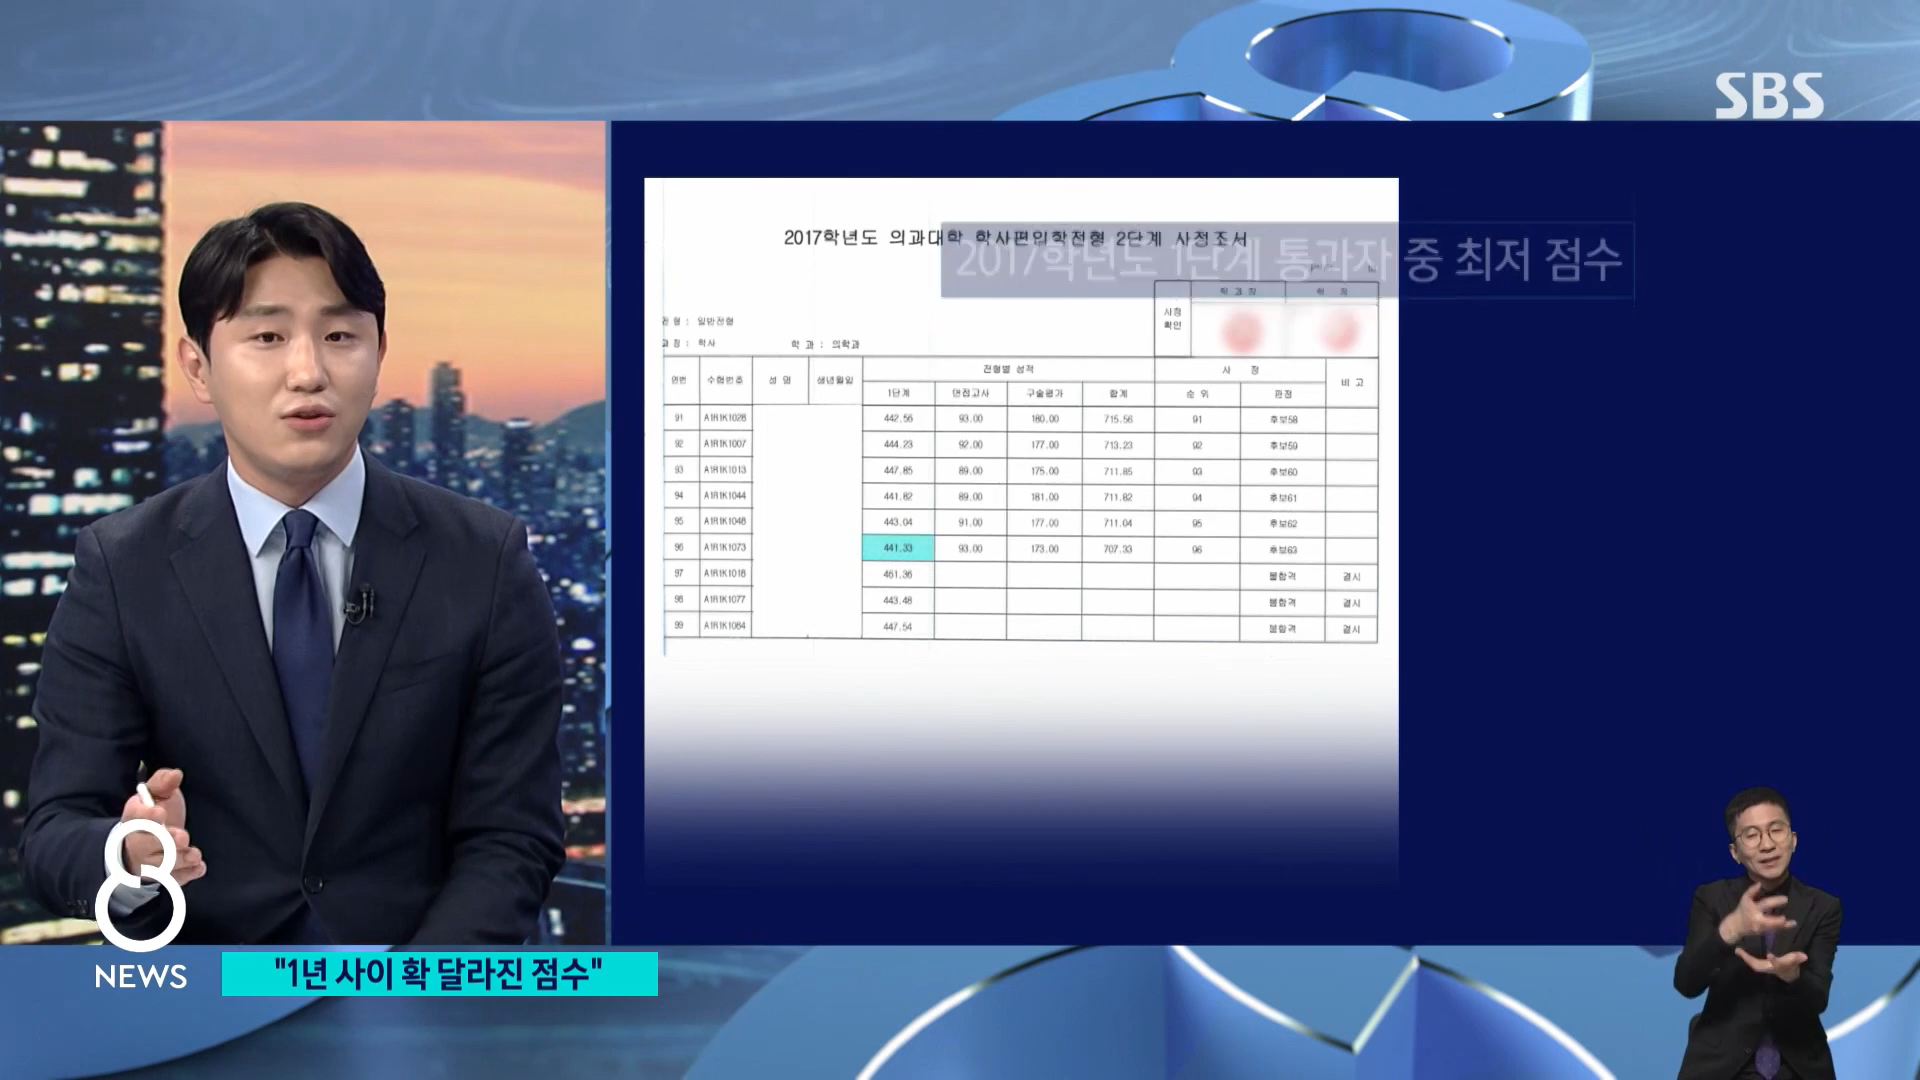 SBS
2017학년도 의과대학 학사편입학전형 2단계 사정조서
2017학년도 1단계 통과자 중 최저 점수
사정 확인 학 과 장 학 장
전 형 : 일반전형
과 정 : 학사 학 과 : 의학과
연번 수험번호 성 명 생년월일 전형별 성적 사 정 비 고
1단계 면접고사 구술평가 합계 순 위 판정
91 A1R1K1028 442.56 93.00 180.00 715.56 91 후보58
92 A1R1K1007 444.23 92.00 177.00 713.23 92 후보59
93 A1R1K1013 447.85 89.00 175.00 711.85 93 후보60
94 A1R1K1044 441.82 89.00 181.00 711.82 94 후보61
95 A1R1K1048 443.04 91.00 177.00 711.04 95 후보62
96 A1R1K1073 441.33 93.00 173.00 707.33 96 후보63
97 A1R1K1018 461.36 불합격 결시
98 A1R1K1077 443.48 불합격 결시
99 A1R1K1084 447.54 불합격 결시
8
NEWS
"1년 사이 확 달라진 점수"